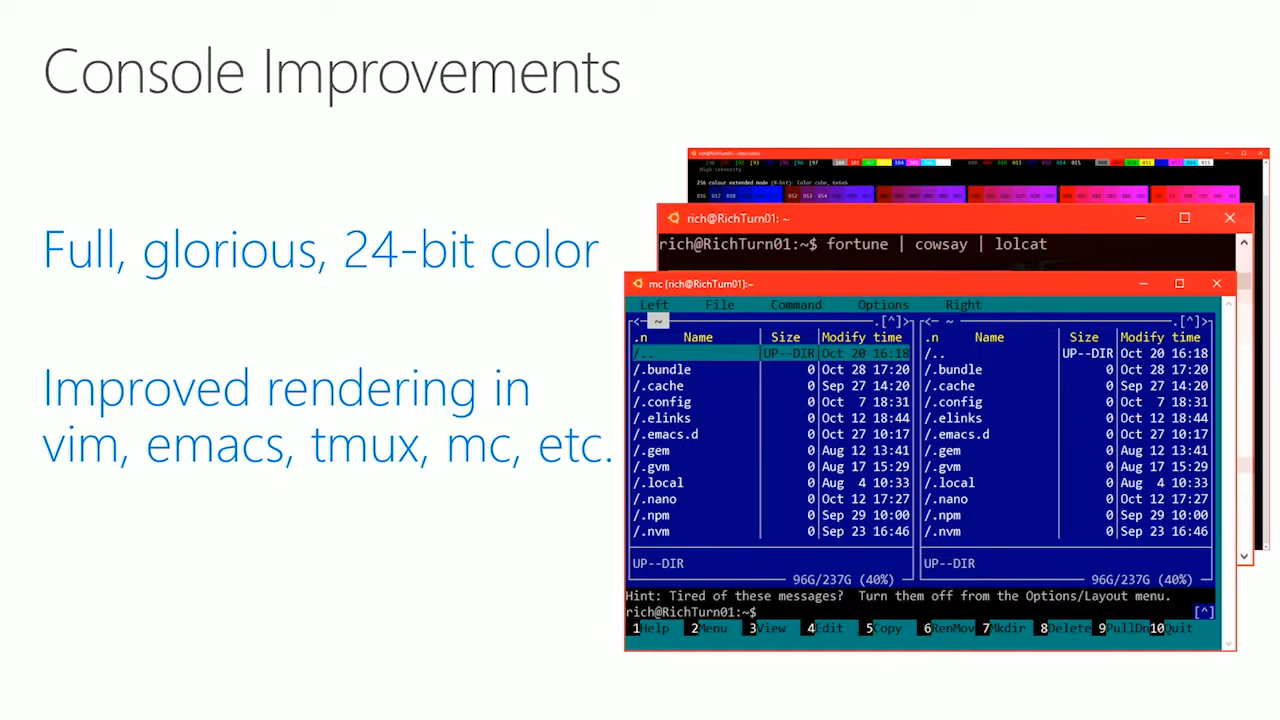 Console Improvements
Full, glorious, 24-bit color
Improved rendering in
vim, emacs, tmux, mc, etc.
High intensity
256 colour extended mode (8-bit): Color cube, 6x6x6
rich@RichTurn01: ~
rich@RichTurn01:~$ fortune | cowsay | lolcat
mc [rich@RichTurn01]:~
Left File Command Options Right
<— ~ .[^]> <— ~ .[^]>
.n Name Size Modify time .n Name Size Modify time
/.. UP--DIR Oct 20 16:18 /.. UP--DIR Oct 20 16:18
/.bundle 0 Oct 28 17:20 /.bundle 0 Oct 28 17:20
/.cache 0 Sep 27 14:20 /.cache 0 Sep 27 14:20
/.config 0 Oct 7 18:31 /.config 0 Oct 7 18:31
/.elinks 0 Oct 12 18:44 /.elinks 0 Oct 12 18:44
/.emacs.d 0 Oct 27 10:17 /.emacs.d 0 Oct 27 10:17
/.gem 0 Aug 12 13:41 /.gem 0 Aug 12 13:41
/.gvm 0 Aug 17 15:29 /.gvm 0 Aug 17 15:29
/.local 0 Aug 4 10:33 /.local 0 Aug 4 10:33
/.nano 0 Oct 12 17:27 /.nano 0 Oct 12 17:27
/.npm 0 Sep 29 10:00 /.npm 0 Sep 29 10:00
/.nvm 0 Sep 23 16:46 /.nvm 0 Sep 23 16:46
UP--DIR UP--DIR
96G/237G (40%) 96G/237G (40%)
Hint: Tired of these messages? Turn them off from the Options/Layout menu.
rich@RichTurn01:~$ [^]
1Help 2Menu 3View 4Edit 5Copy 6RenMov 7Mkdir 8Delete 9PullDn 10Quit